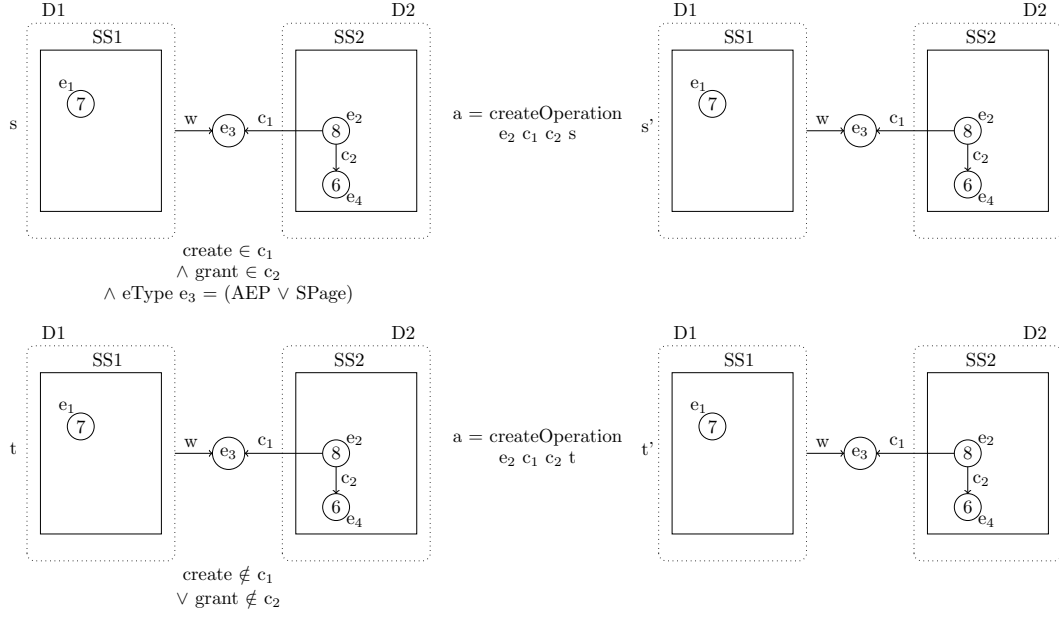 D1 D2 D1 D2
SS1 SS2 SS1 SS2
e₁ 7 e₁ 7
s w e₃ c₁ 8 e₂ a = createOperation s' w e₃ c₁ 8 e₂
e₂ c₁ c₂ s
c₂ c₂
6 e₄ 6 e₄
create ∈ c₁
∧ grant ∈ c₂
∧ eType e₃ = (AEP ∨ SPage)
D1 D2 D1 D2
SS1 SS2 SS1 SS2
e₁ 7 e₁ 7
t w e₃ c₁ 8 e₂ a = createOperation t' w e₃ c₁ 8 e₂
e₂ c₁ c₂ t
c₂ c₂
6 e₄ 6 e₄
create ∉ c₁
∨ grant ∉ c₂